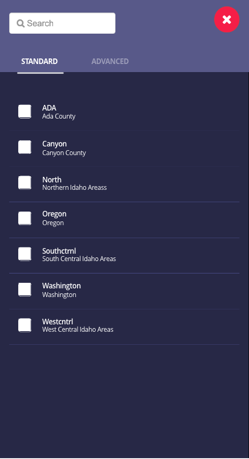 Search
STANDARD ADVANCED
ADA
Ada County
Canyon
Canyon County
North
Northern Idaho Areass
Oregon
Oregon
Southctrnl
South Central Idaho Areas
Washington
Washington
Westcntrl
West Central Idaho Areas